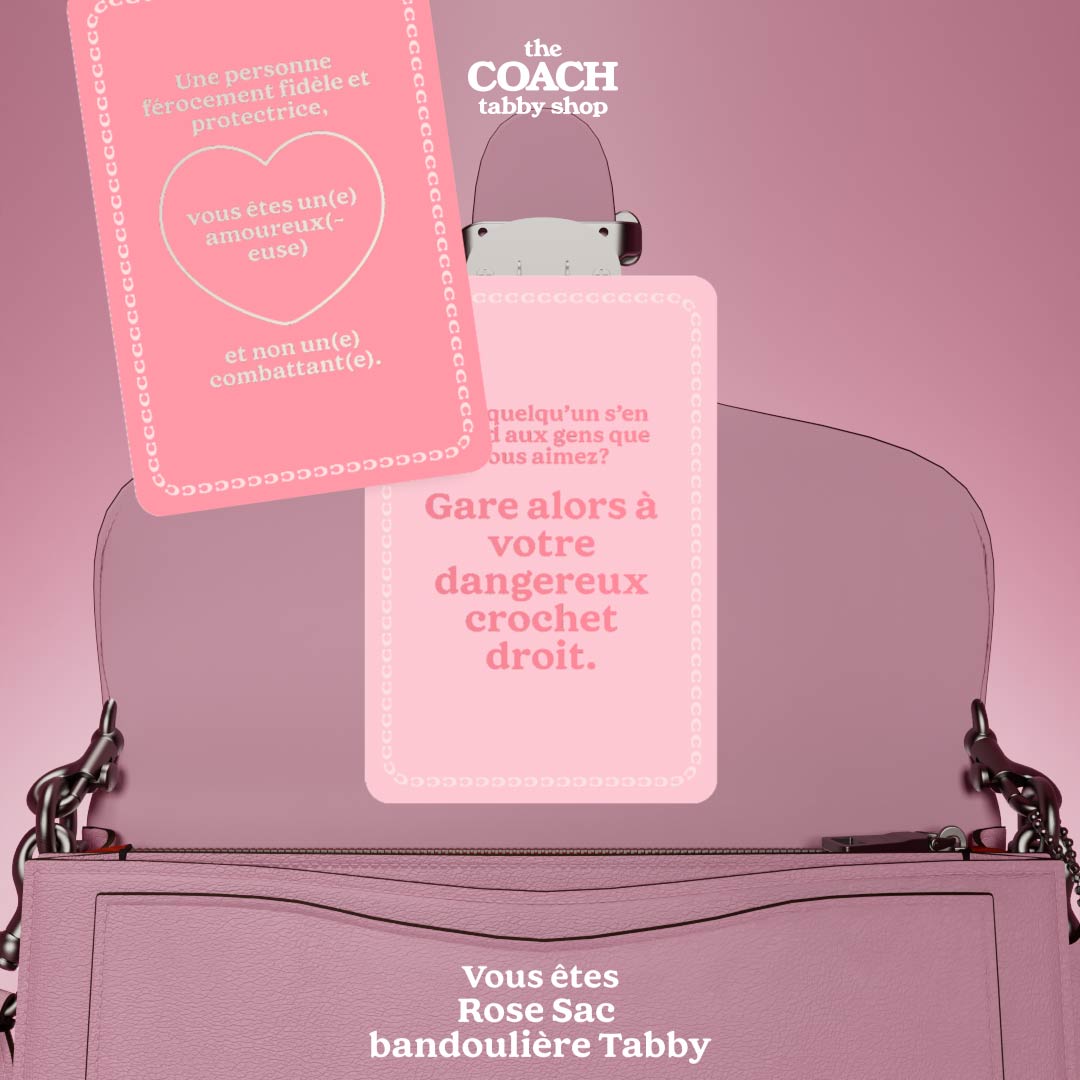 the
COACH
tabby shop
Une personne
férocement fidèle et
protectrice,
vous êtes un(e)
amoureux(-
euse)
et non un(e)
combattant(e).
quelqu’un s’en
aux gens que
aimez?
Gare alors à
votre
dangereux
crochet
droit.
Vous êtes
Rose Sac
bandoulière Tabby